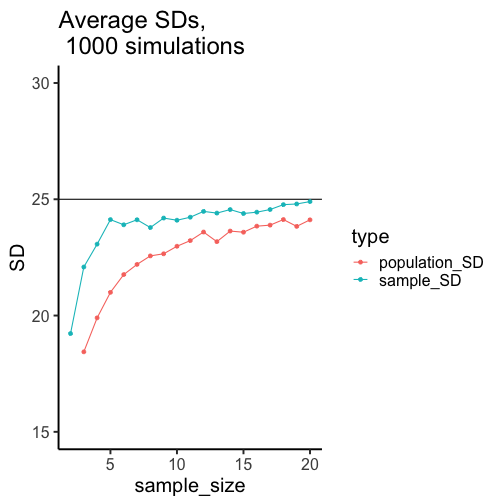 Average SDs,
1000 simulations
30
25
20
15
SD
5
10
15
20
sample_size
type
population_SD
sample_SD